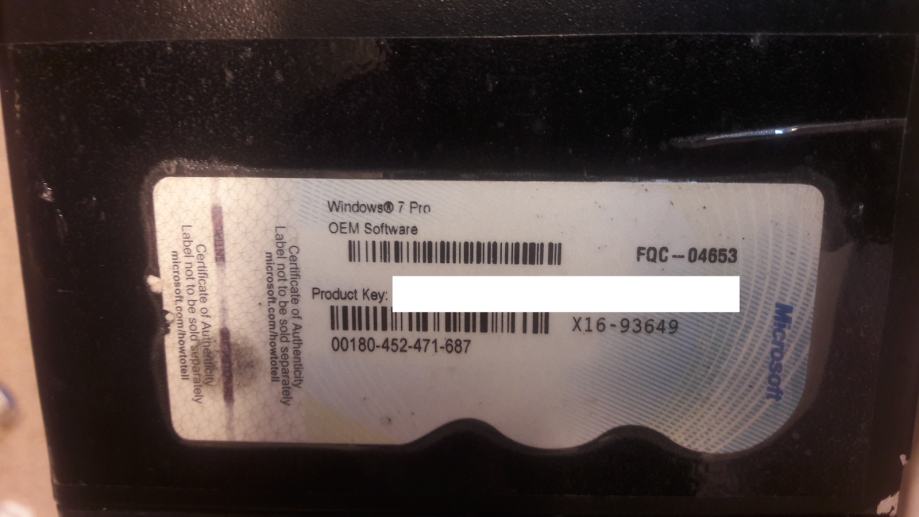 Windows® 7 Pro
OEM Software
FQC-04653
Product Key:
X16-93649
00180-452-471-687
Microsoft
Certificate of Authenticity
Label not to be sold separately
microsoft.com/howtotell
Certificate of Authenticity
Label not to be sold separately
microsoft.com/howtotell